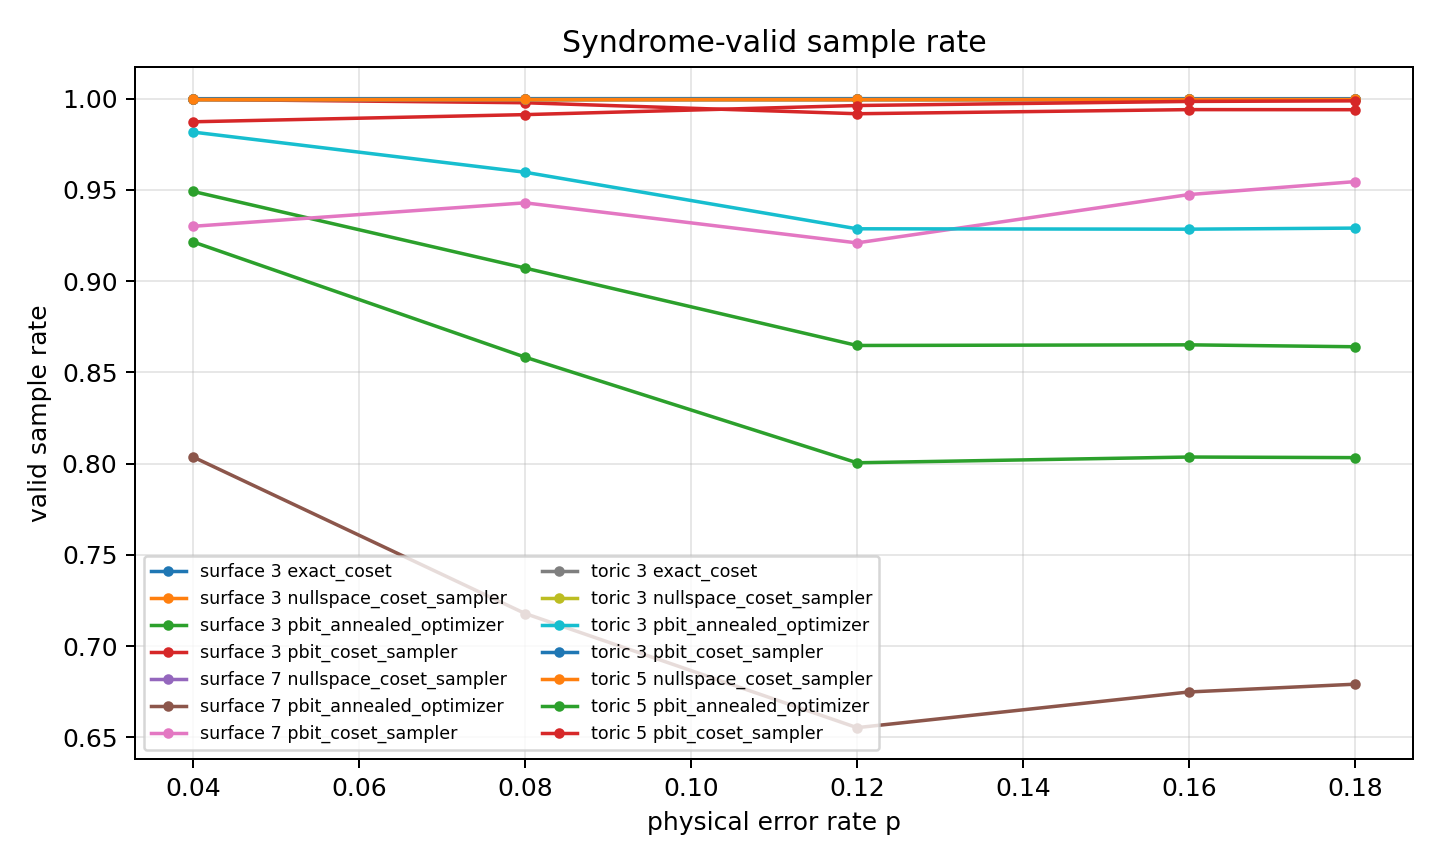 Syndrome-valid sample rate
1.00
0.95
0.90
0.85
0.80
0.75
0.70
0.65
valid sample rate
surface 3 exact_coset
surface 3 nullspace_coset_sampler
surface 3 pbit_annealed_optimizer
surface 3 pbit_coset_sampler
surface 7 nullspace_coset_sampler
surface 7 pbit_annealed_optimizer
surface 7 pbit_coset_sampler
toric 3 exact_coset
toric 3 nullspace_coset_sampler
toric 3 pbit_annealed_optimizer
toric 3 pbit_coset_sampler
toric 5 nullspace_coset_sampler
toric 5 pbit_annealed_optimizer
toric 5 pbit_coset_sampler
0.04 0.06 0.08 0.10 0.12 0.14 0.16 0.18
physical error rate p